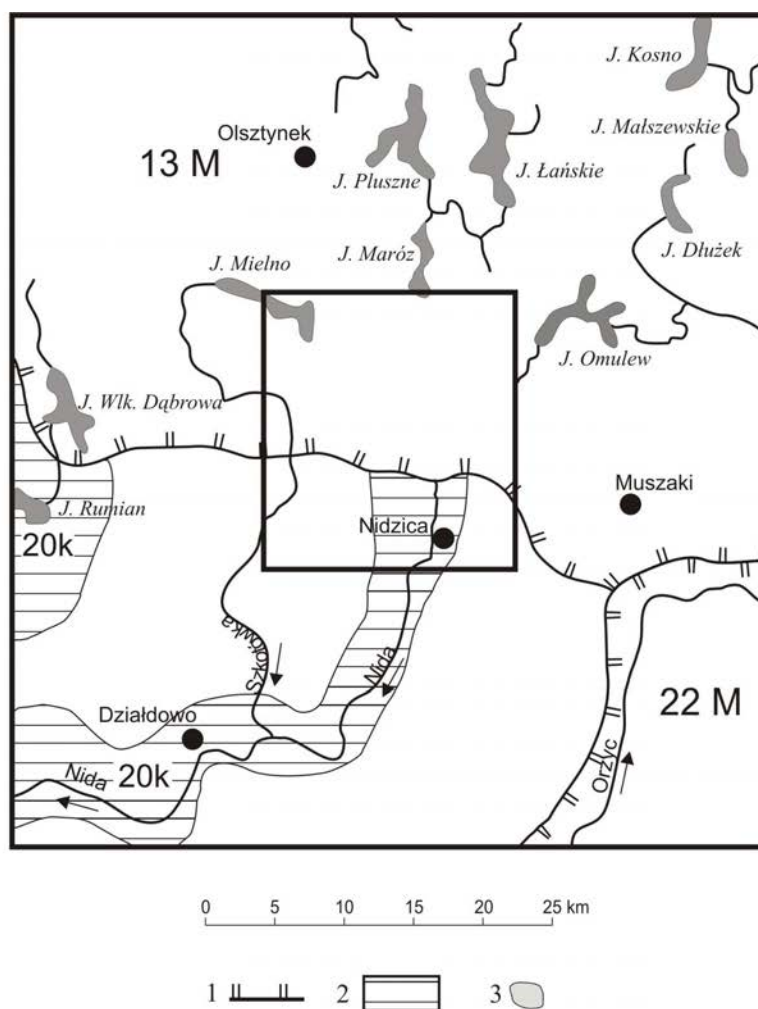 J. Kosno
J. Małszewskie
Olsztynek
13 M
J. Pluszne
J. Łańskie
J. Maróz
J. Dłużek
J. Mielno
J. Omulew
J. Wlk. Dąbrowa
Muszaki
J. Rumian
Nidzica
20k
Szkotówka
Nida
22 M
Działdowo
20k
Nida
Orzyc
0 5 10 15 20 25 km
1 2 3